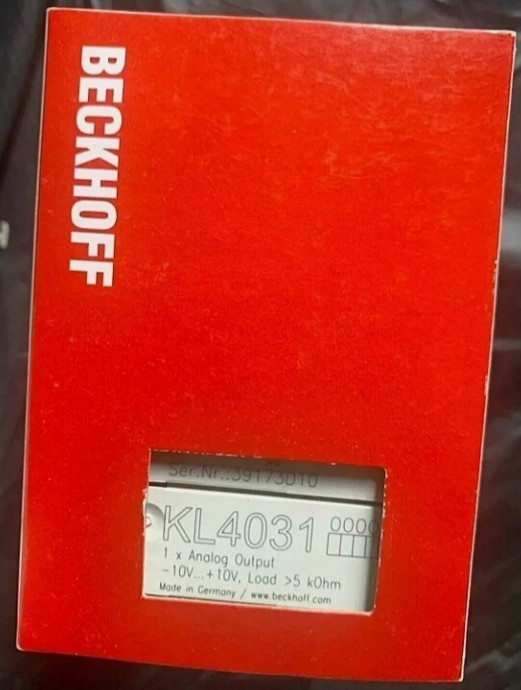 BECKHOFF
Ser.Nr.:39173D10
KL4031
0000
1 x Analog Output
-10V...+10V, Load >5 kOhm
Made in Germany / www.beckhoff.com